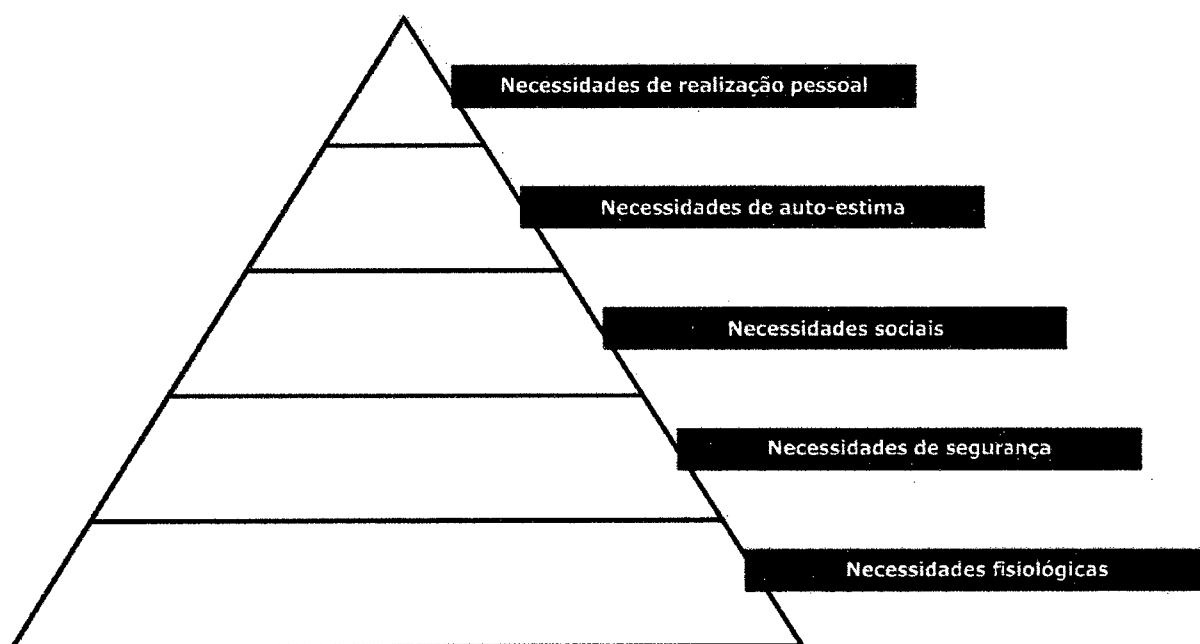 Necessidades de realização pessoal
Necessidades de auto-estima
Necessidades sociais
Necessidades de segurança
Necessidades fisiológicas